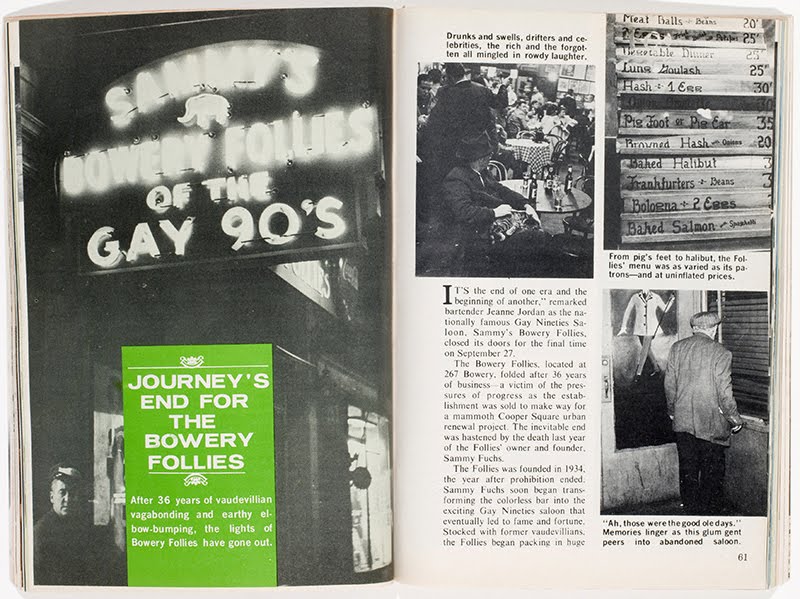 SAMMY'S
BOWERY FOLLIES
OF THE
GAY 90'S
JOURNEY'S
END FOR
THE
BOWERY
FOLLIES
After 36 years of vaudevillian
vagabonding and earthy el-
bow-bumping, the lights of
Bowery Follies have gone out.
Drunks and swells, drifters and ce-
lebrities, the rich and the forgot-
ten all mingled in rowdy laughter.
Meat Balls & Beans 20¢
25¢
Vegetable Dinner 25¢
Lung Goulash 25¢
Hash & 1 Egg 30¢
Pig Foot or Pig Ear 35
Browned Hash with Onions 20
Baked Halibut 3
Frankfurters & Beans 3
Bologna & 2 Eggs
Baked Salmon with Spaghetti
From pig's feet to halibut, the Fol-
lies' menu was as varied as its pa-
trons—and at uninflated prices.
IT'S the end of one era and the
beginning of another," remarked
bartender Jeanne Jordan as the na-
tionally famous Gay Nineties Sa-
loon, Sammy's Bowery Follies,
closed its doors for the final time
on September 27.
The Bowery Follies, located at
267 Bowery, folded after 36 years
of business—a victim of the pres-
sures of progress as the estab-
lishment was sold to make way for
a mammoth Cooper Square urban
renewal project. The inevitable end
was hastened by the death last year
of the Follies' owner and founder,
Sammy Fuchs.
The Follies was founded in 1934,
the year after prohibition ended.
Sammy Fuchs soon began trans-
forming the colorless bar into the
exciting Gay Nineties saloon that
eventually led to fame and fortune.
Stocked with former vaudevillians,
the Follies began packing in huge
"Ah, those were the good ole days."
Memories linger as this glum gent
peers into abandoned saloon.
61